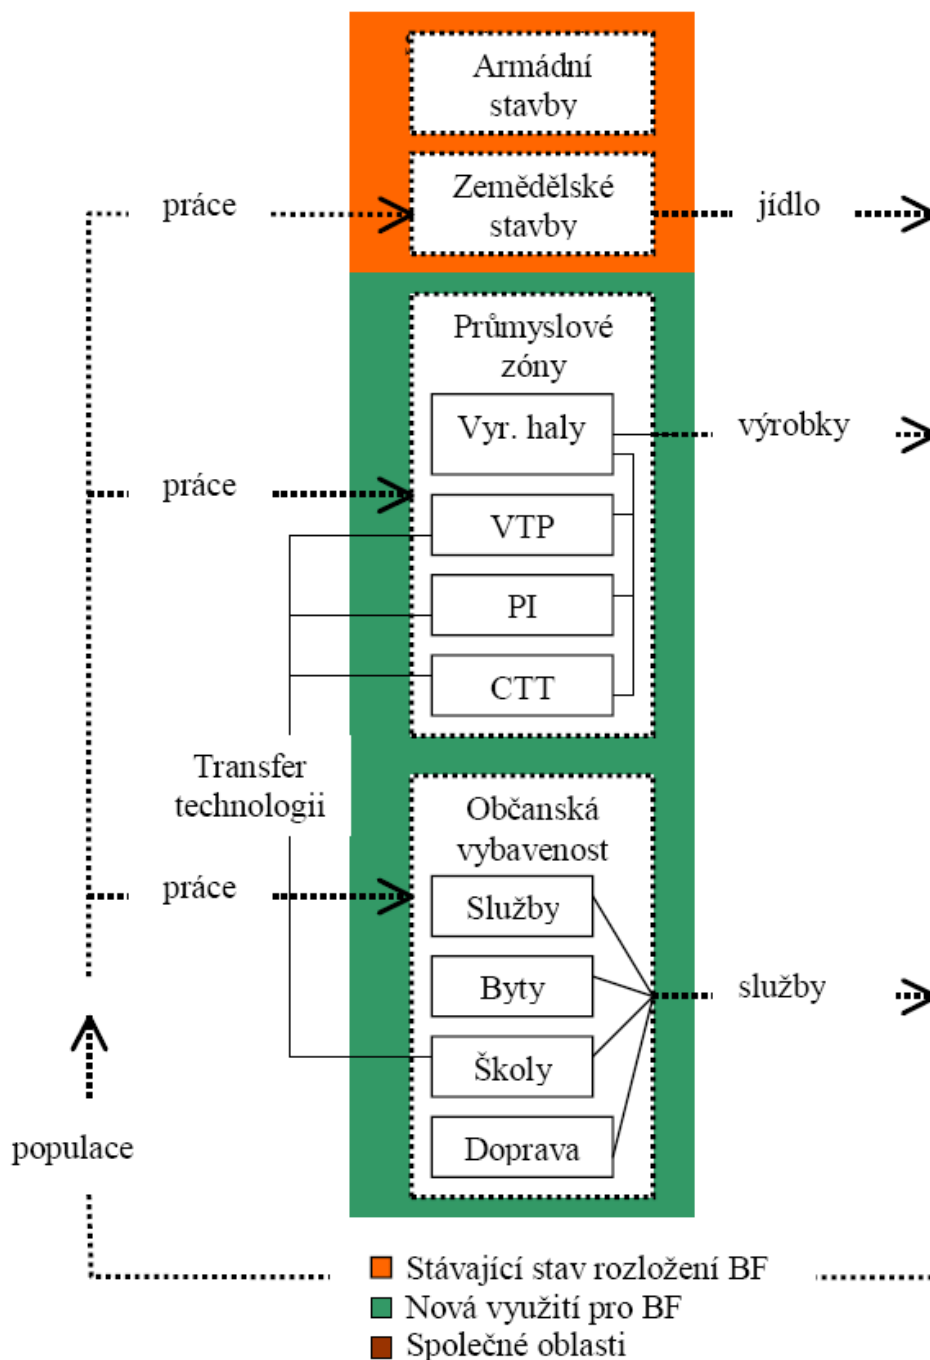 Armádní
stavby
práce
Zemědělské
stavby
jídlo
Průmyslové
zóny
Vyr. haly
výrobky
práce
VTP
PI
CTT
Transfer
technologii
Občanská
vybavenost
práce
Služby
Byty
služby
Školy
populace
Doprava
Stávající stav rozložení BF
Nová využití pro BF
Společné oblasti